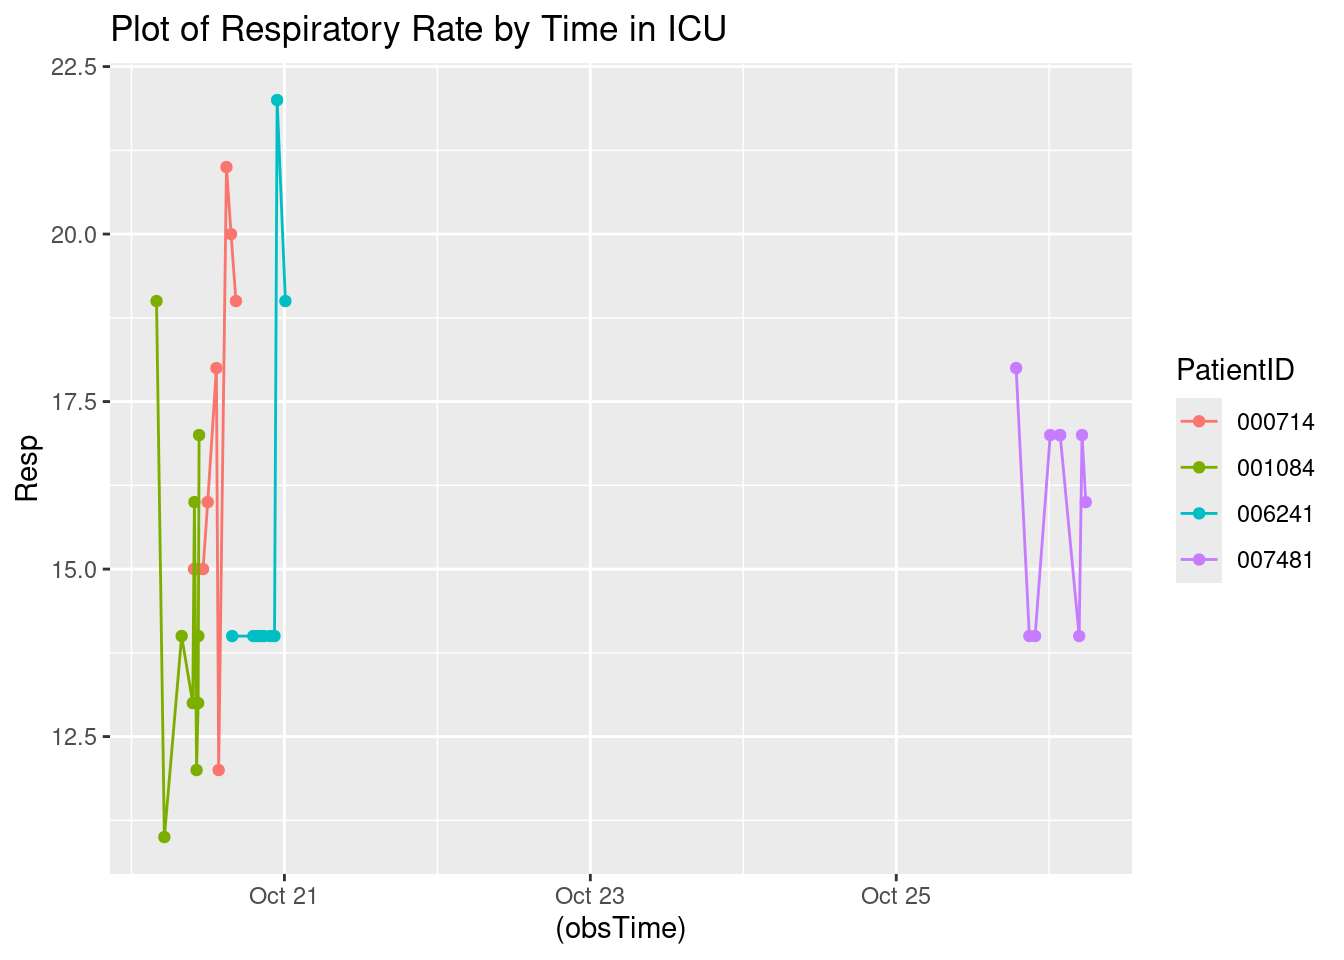 Plot of Respiratory Rate by Time in ICU
22.5
20.0
17.5
15.0
12.5
Resp
Oct 21
Oct 23
Oct 25
(obsTime)
PatientID
000714
001084
006241
007481